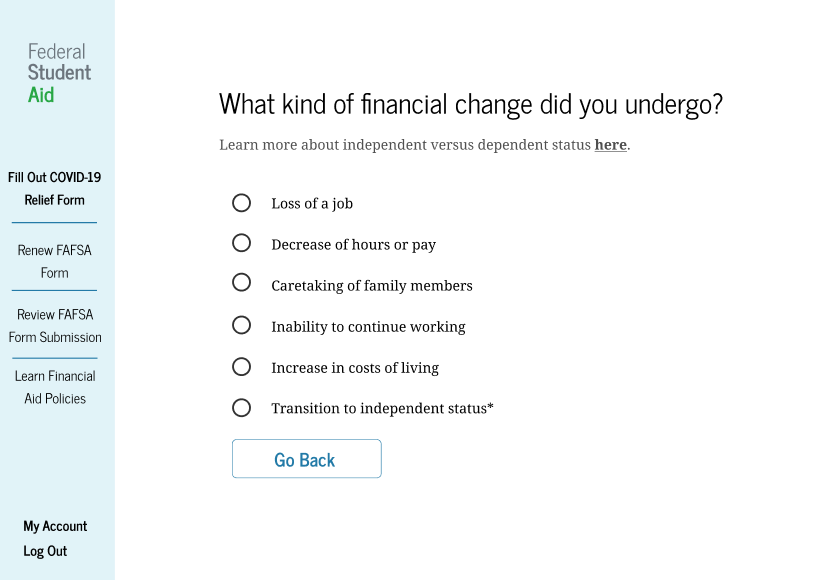 Federal
Student
Aid
Fill Out COVID-19
Relief Form
Renew FAFSA
Form
Review FAFSA
Form Submission
Learn Financial
Aid Policies
My Account
Log Out
What kind of financial change did you undergo?
Learn more about independent versus dependent status here.
Loss of a job
Decrease of hours or pay
Caretaking of family members
Inability to continue working
Increase in costs of living
Transition to independent status*
Go Back